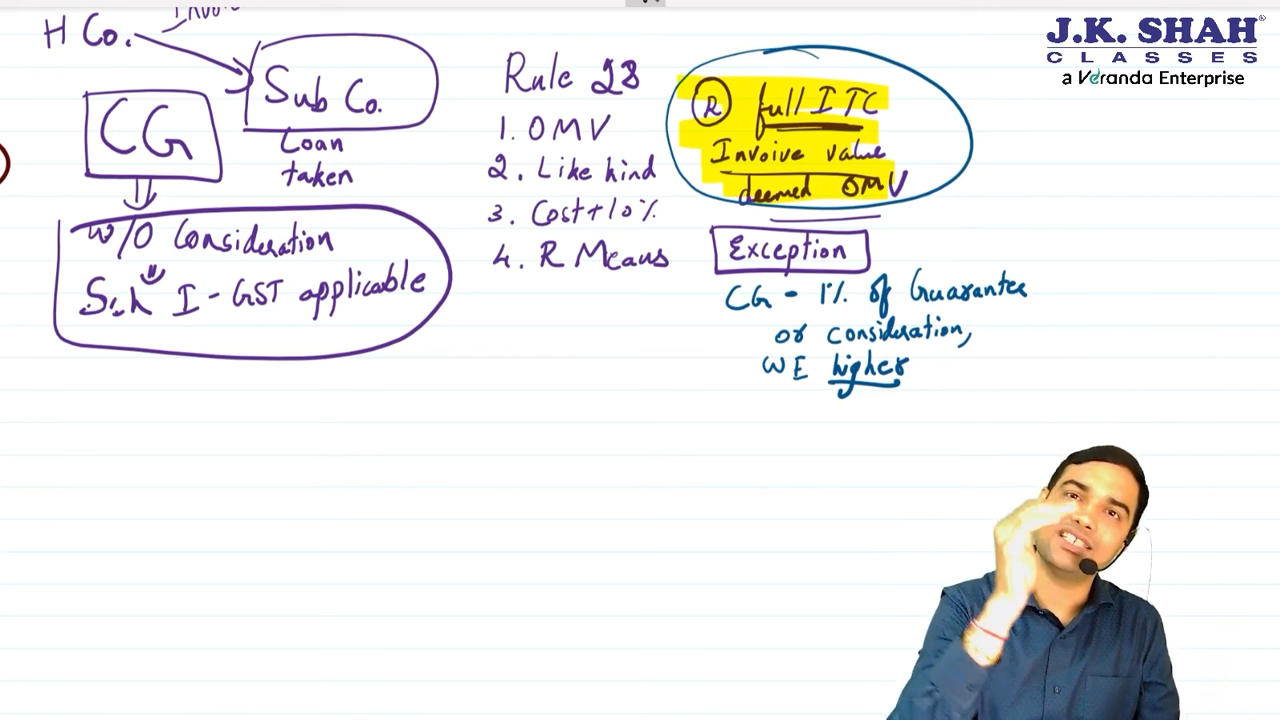 H Co.
Sub Co.
CG
Loan
taken
W/O Consideration
Sch I - GST applicable
Rule 28
1. OMV
2. Like kind
3. Cost + 10%
4. R Means
R full ITC
Invoive value
deemed OMV
Exception
CG - 1% of Guarantee
or consideration,
WE higher
J.K. SHAH®
CLASSES
a Veranda Enterprise